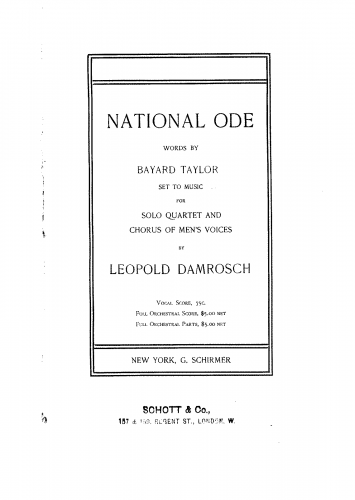 NATIONAL ODE
WORDS BY
BAYARD TAYLOR
SET TO MUSIC
FOR
SOLO QUARTET AND
CHORUS OF MEN'S VOICES
BY
LEOPOLD DAMROSCH
VOCAL SCORE, 75C.
FULL ORCHESTRAL SCORE, $5.00 NET
FULL ORCHESTRAL PARTS, $5.00 NET
NEW YORK, G. SCHIRMER
SCHOTT & Co.,
157 & 159, REGENT ST., LONDON, W.